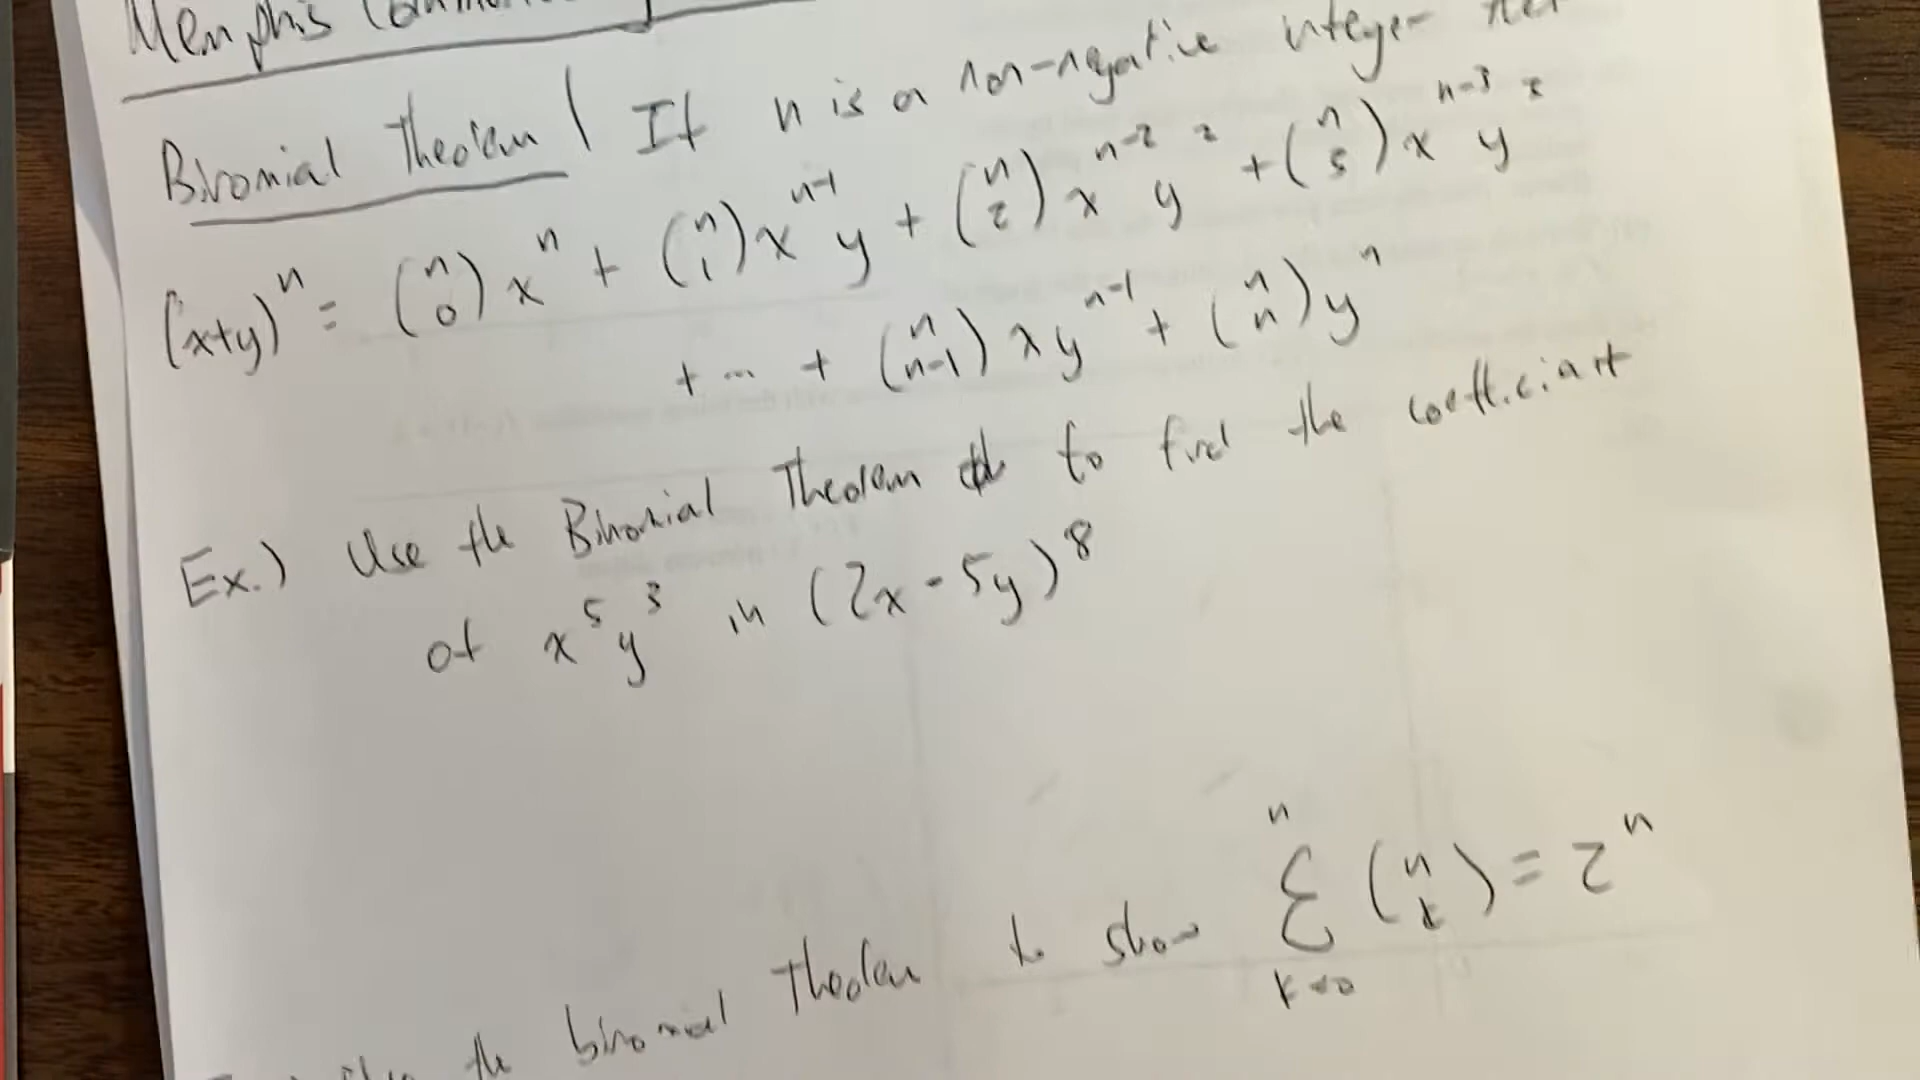 Memphis
Binomial Theorem | If n is a non-negative integer
(x+y)^n = (n 0) x^n + (n 1) x^{n-1} y + (n 2) x^{n-2} y^2 + (n 3) x^{n-3} y^3
+ ... + (n n-1) x y^{n-1} + (n n) y^n
Ex.) Use the Binomial Theorem to find the coefficient
of x^5 y^3 in (2x - 5y)^8
the binomial Theorem to show Σ_{k=0}^{n} (n k) = 2^n